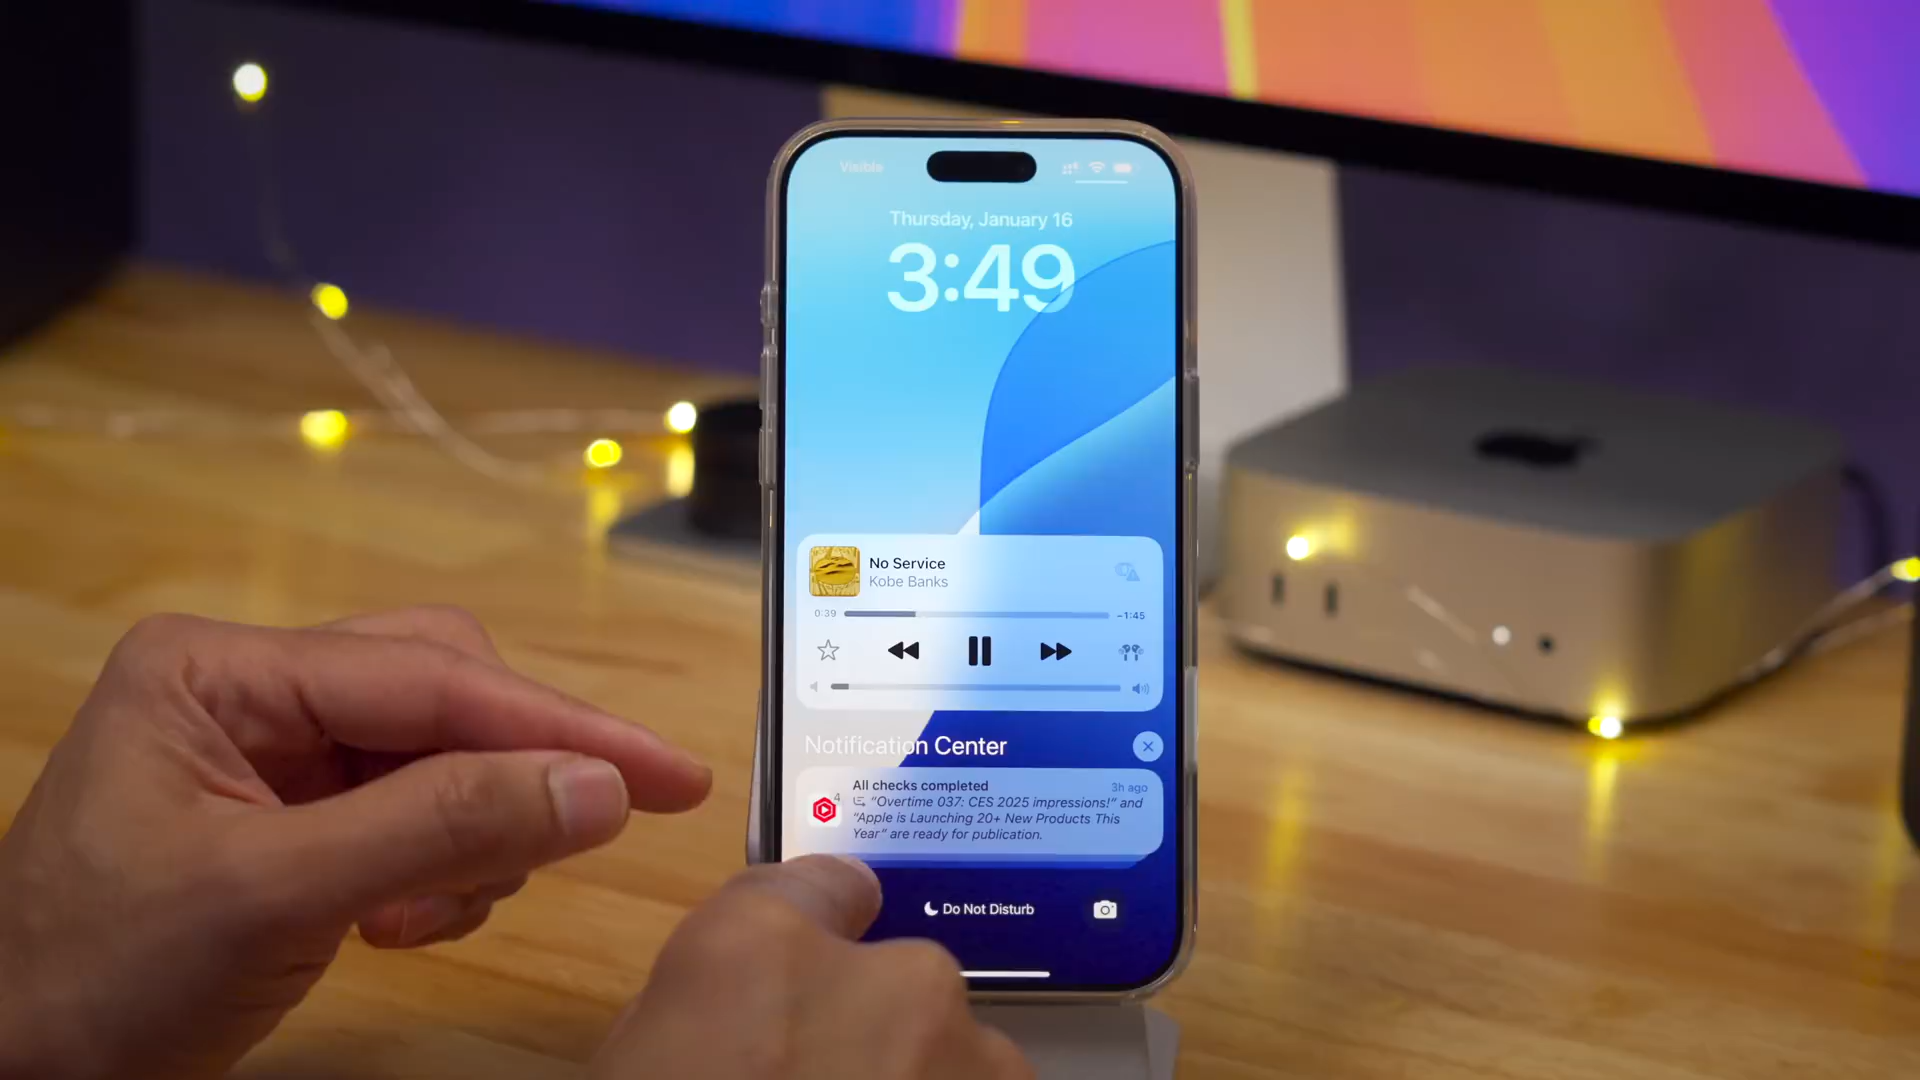 Visible
Thursday, January 16
3:49
No Service
Kobe Banks
0:39
-1:45
Notification Center
All checks completed
3h ago
4
"Overtime 037: CES 2025 impressions!" and
"Apple is Launching 20+ New Products This
Year" are ready for publication.
Do Not Disturb